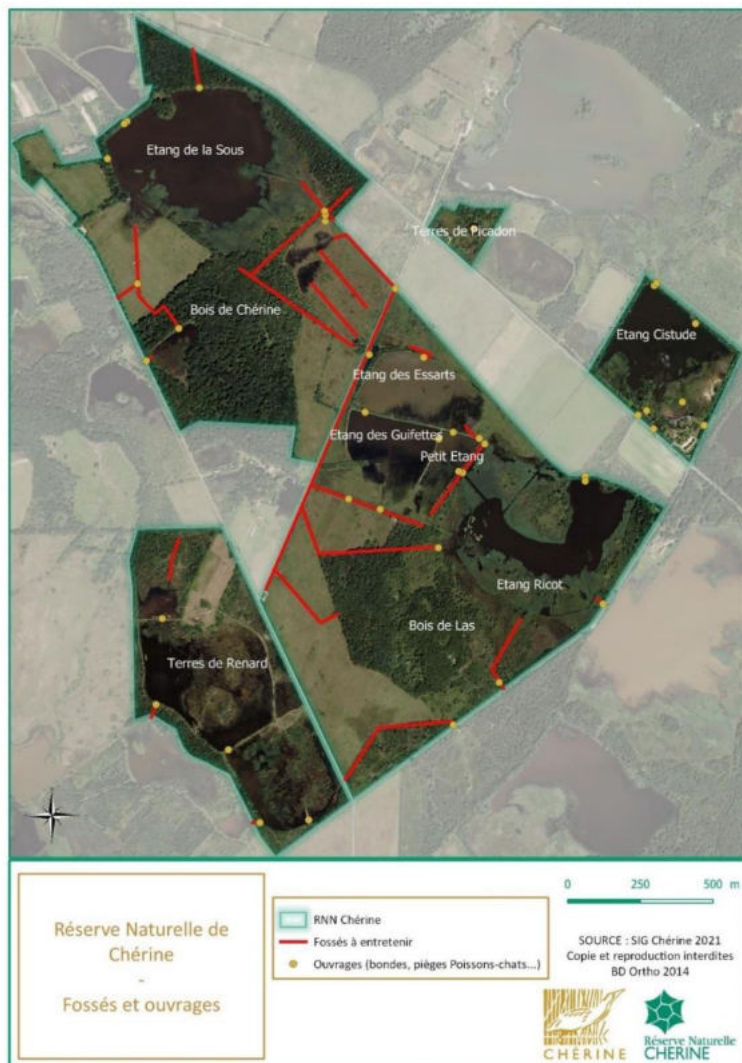 Etang de la Sous
Terres de Picadon
Bois de Chérine
Etang Cistude
Etang des Essarts
Etang des Guifettes
Petit Etang
Etang Ricot
Bois de Las
Terres de Renard
Réserve Naturelle de
Chérine
-
Fossés et ouvrages
RNN Chérine
Fossés à entretenir
Ouvrages (bondes, pièges Poissons-chats...)
0 250 500 m
SOURCE : SIG Chérine 2021
Copie et reproduction interdites
BD Ortho 2014
CHÉRINE
Réserve Naturelle
CHERINE